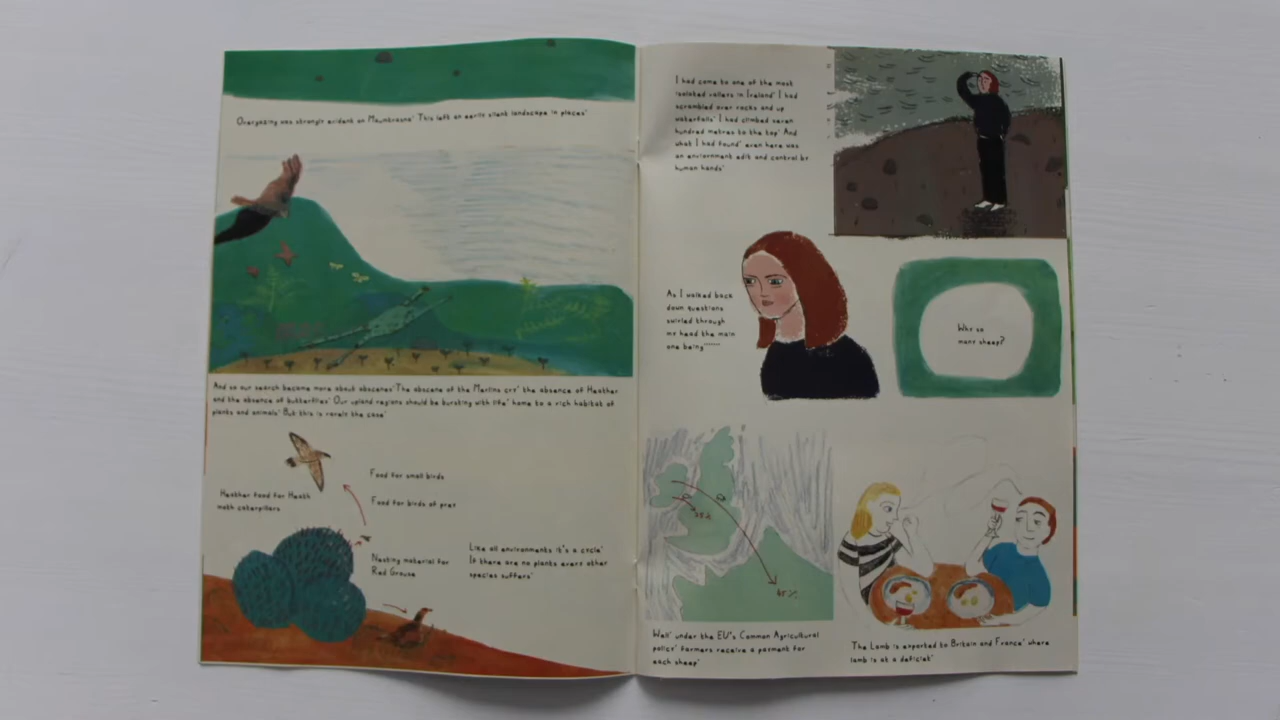 Overgrazing was strongly evident on Mweelrea' This left an eerily silent landscape in places'
And so our search became more about abscenes' The abscene of the Merlins cry' the absence of Heather
and the absence of butterflies' Our upland regions should be bursting with life' home to a rich habitat of
plants and animals' But this is rarely the case'
Food for small birds
Heather food for Heath
moth caterpillars
Food for birds of prey
Nesting material for
Red Grouse
Like all environments it's a cycle'
If there are no plants every other
species suffers'
I had come to one of the most
isolated valleys in Ireland' I had
scrambled over rocks and up
waterfalls' I had climbed seven
hundred metres to the top' And
what I had found' even here was
an environment edit and control by
human hands'
As I walked back
down questions
swirled through
my head the main
one being
Why so
many sheep?
Well' under the EU's Common Agricultural
policy' farmers receive a payment for
each sheep'
The Lamb is exported to Britain and France' where
lamb is at a deficiet'